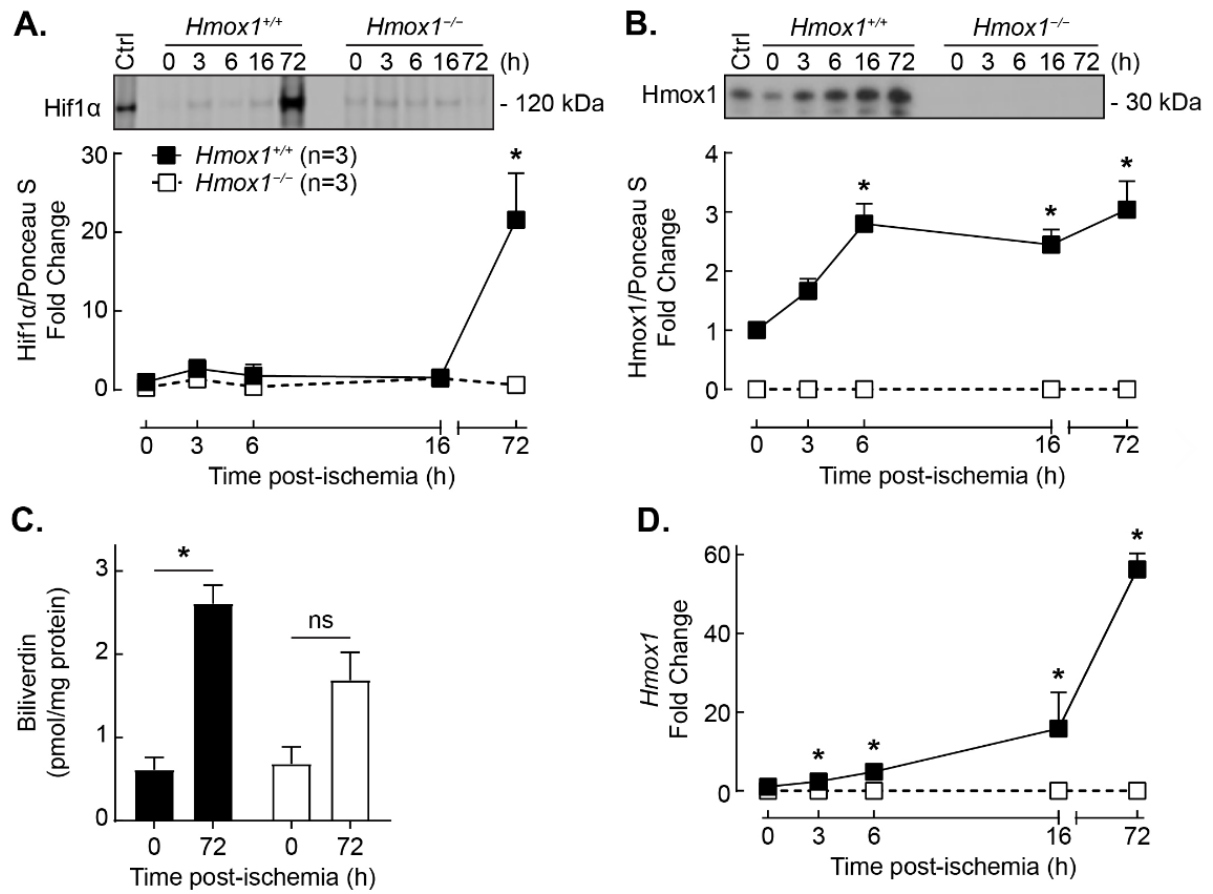 A.
Ctrl
Hmox1+/+
Hmox1−/−
0 3 6 16 72
0 3 6 16 72 (h)
Hif1α
- 120 kDa
30
20
10
0
Hif1α/Ponceau S
Fold Change
Hmox1+/+ (n=3)
Hmox1−/− (n=3)
*
0 3 6 16 72
Time post-ischemia (h)
B.
Ctrl
Hmox1+/+
Hmox1−/−
0 3 6 16 72
0 3 6 16 72 (h)
Hmox1
- 30 kDa
4
3
2
1
0
Hmox1/Ponceau S
Fold Change
* * *
0 3 6 16 72
Time post-ischemia (h)
C.
3
2
1
0
Biliverdin
(pmol/mg protein)
*
ns
0 72 0 72
Time post-ischemia (h)
D.
60
40
20
0
Hmox1
Fold Change
* * * *
0 3 6 16 72
Time post-ischemia (h)